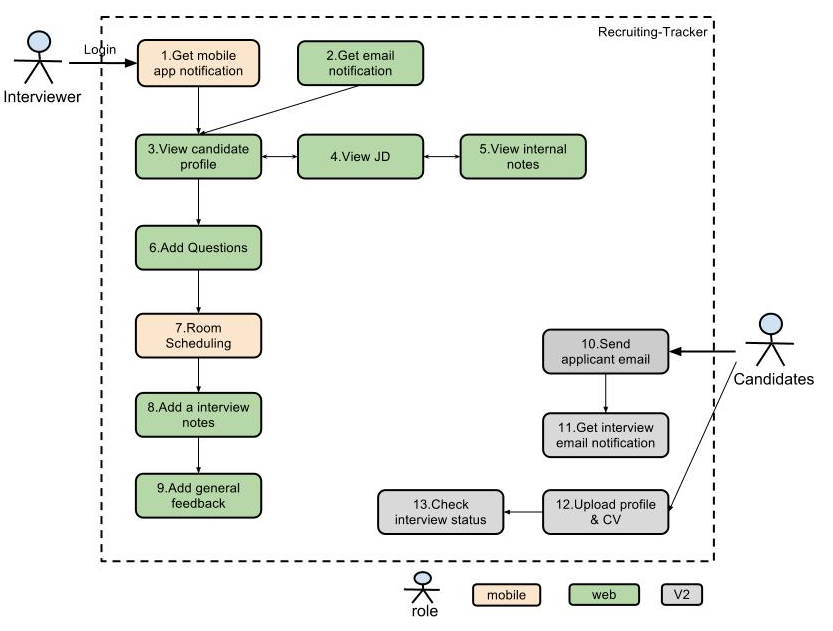 Recruiting-Tracker
Login
Interviewer
1.Get mobile
app notification
2.Get email
notification
3.View candidate
profile
4.View JD
5.View internal
notes
6.Add Questions
7.Room
Scheduling
8.Add a interview
notes
9.Add general
feedback
10.Send
applicant email
Candidates
11.Get interview
email notification
12.Upload profile
& CV
13.Check
interview status
role
mobile
web
V2